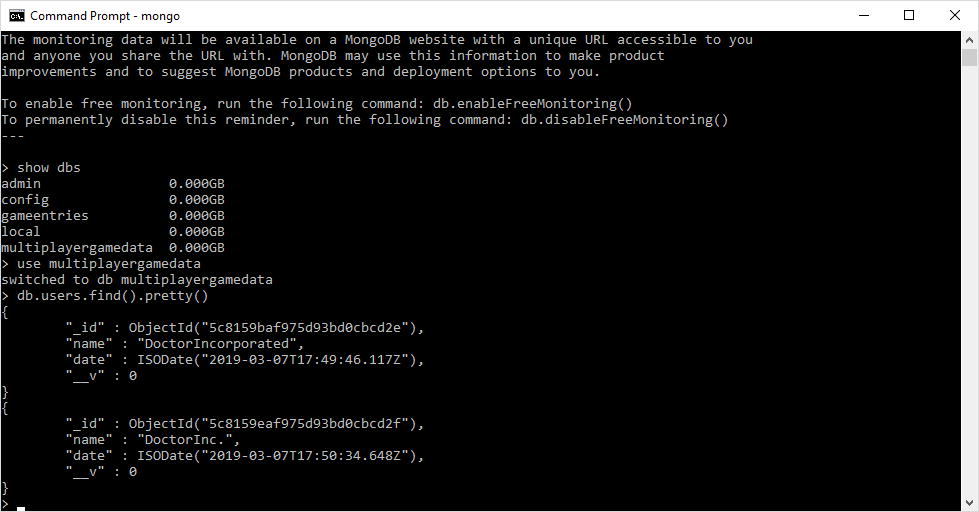 Command Prompt - mongo
The monitoring data will be available on a MongoDB website with a unique URL accessible to you
and anyone you share the URL with. MongoDB may use this information to make product
improvements and to suggest MongoDB products and deployment options to you.
To enable free monitoring, run the following command: db.enableFreeMonitoring()
To permanently disable this reminder, run the following command: db.disableFreeMonitoring()
---
> show dbs
admin                0.000GB
config               0.000GB
gameentries          0.000GB
local                0.000GB
multiplayergamedata  0.000GB
> use multiplayergamedata
switched to db multiplayergamedata
> db.users.find().pretty()
{
        "_id" : ObjectId("5c8159baf975d93bd0cbcd2e"),
        "name" : "DoctorIncorporated",
        "date" : ISODate("2019-03-07T17:49:46.117Z"),
        "__v" : 0
}
{
        "_id" : ObjectId("5c8159eaf975d93bd0cbcd2f"),
        "name" : "DoctorInc.",
        "date" : ISODate("2019-03-07T17:50:34.648Z"),
        "__v" : 0
}
>